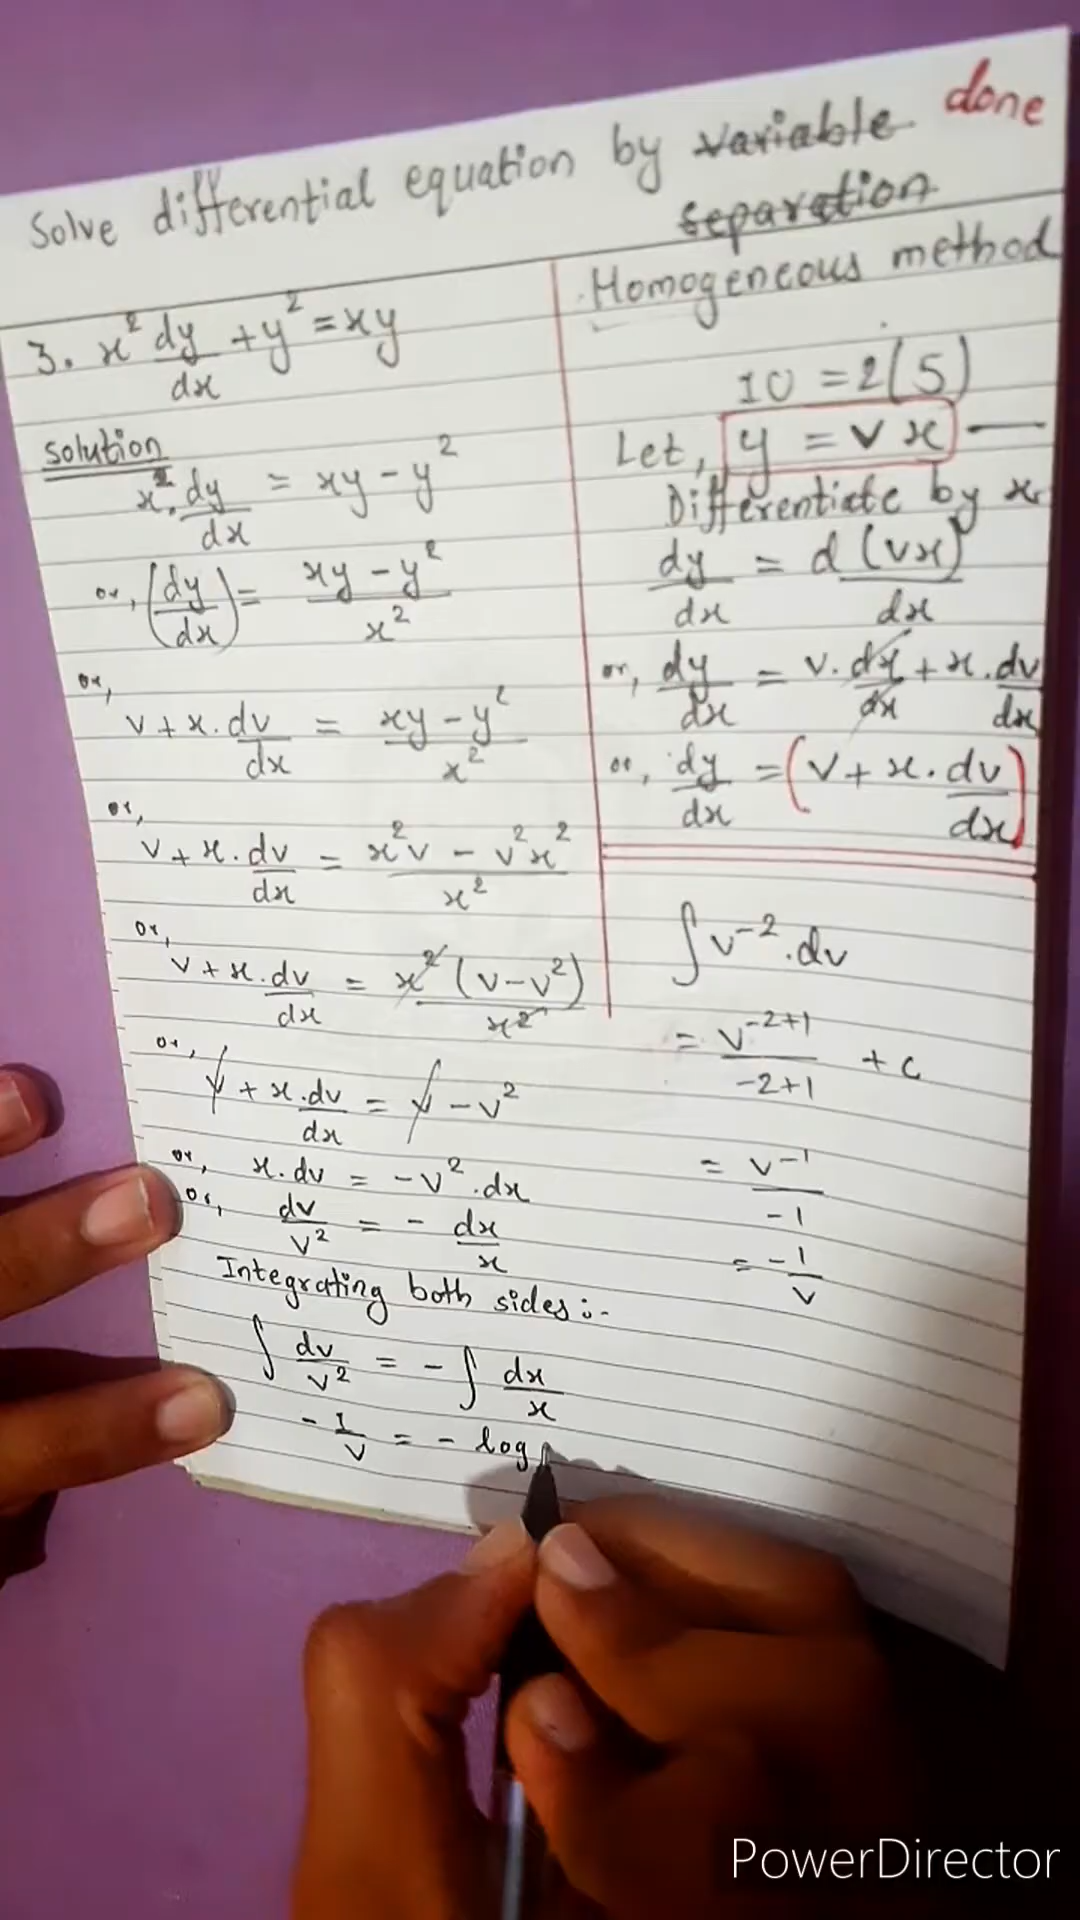 done
Solve differential equation by variable
separation
Homogeneous method
3. x² dy/dx + y² = xy
solution
x². dy/dx = xy - y²
or, (dy/dx) = xy - y²/x²
or,
v + x. dv/dx = xy - y²/x²
or,
v + x. dv/dx = x²v - v²x²/x²
or,
v + x. dv/dx = x² (v - v²)/x²
or,
v + x. dv/dx = v - v²
or, x. dv = -v². dx
or, dv/v² = - dx/x
Integrating both sides:-
∫ dv/v² = - ∫ dx/x
- 1/v = - log
10 = 2(5)
Let, y = vx —
Differentiate by x
dy/dx = d(vx)/dx
or, dy/dx = v. dx/dx + x. dv/dx
or, dy/dx = (v + x. dv/dx)
∫ v⁻². dv
= v⁻²⁺¹/-2+1 + c
= v⁻¹/-1
= -1/v
PowerDirector